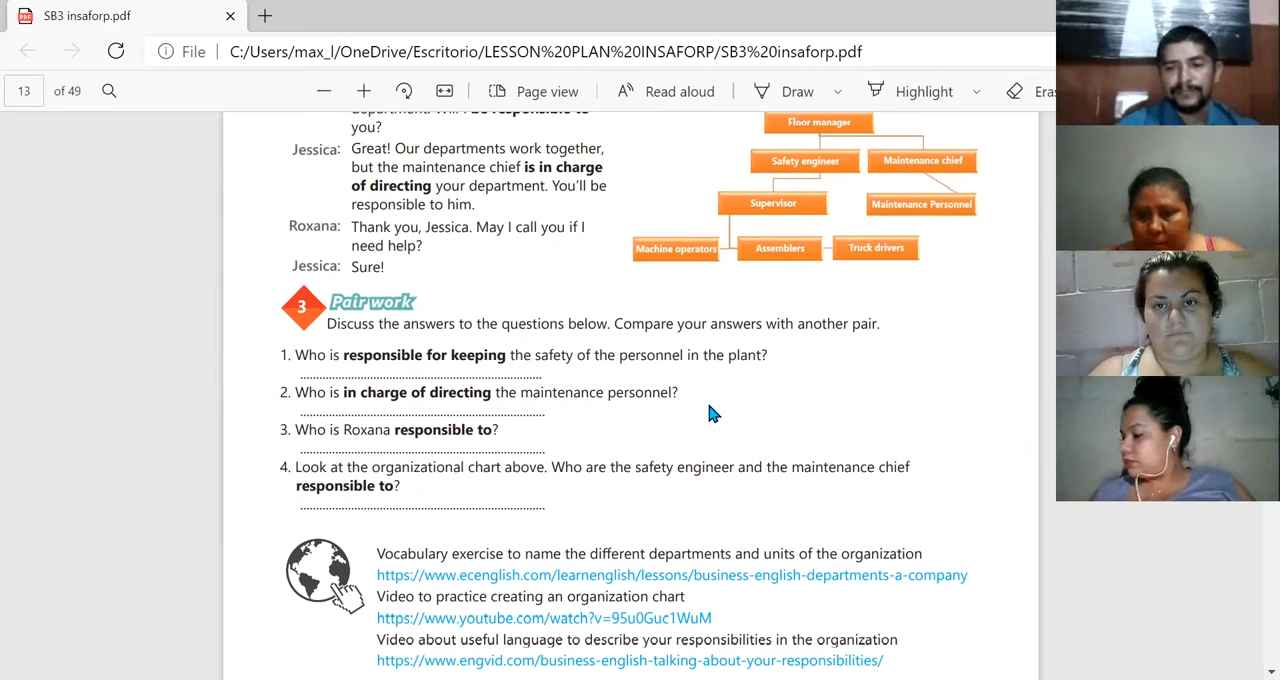 SB3 insaforp.pdf
File C:/Users/max_l/OneDrive/Escritorio/LESSON%20PLAN%20INSAFORP/SB3%20insaforp.pdf
13 of 49 Page view Read aloud Draw Highlight Eras
you?
Jessica: Great! Our departments work together,
but the maintenance chief is in charge
of directing your department. You’ll be
responsible to him.
Roxana: Thank you, Jessica. May I call you if I
need help?
Jessica: Sure!
Floor manager
Safety engineer Maintenance chief
Supervisor Maintenance Personnel
Machine operators Assemblers Truck drivers
3 Pair work
Discuss the answers to the questions below. Compare your answers with another pair.
1. Who is responsible for keeping the safety of the personnel in the plant?
2. Who is in charge of directing the maintenance personnel?
3. Who is Roxana responsible to?
4. Look at the organizational chart above. Who are the safety engineer and the maintenance chief
responsible to?
Vocabulary exercise to name the different departments and units of the organization
https://www.ecenglish.com/learnenglish/lessons/business-english-departments-a-company
Video to practice creating an organization chart
https://www.youtube.com/watch?v=95u0Guc1WuM
Video about useful language to describe your responsibilities in the organization
https://www.engvid.com/business-english-talking-about-your-responsibilities/